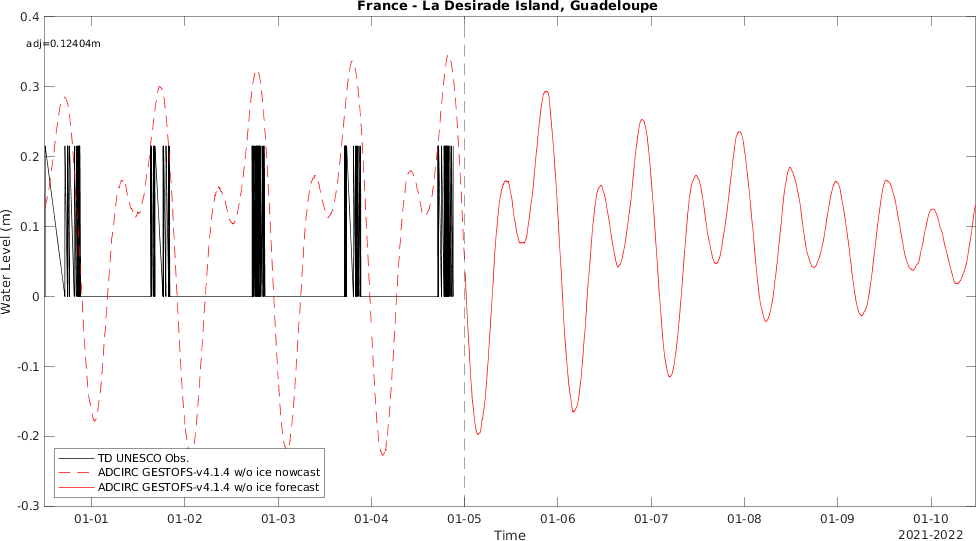 France - La Desirade Island, Guadeloupe
adj=0.12404m
0.4
0.3
0.2
0.1
0
-0.1
-0.2
-0.3
Water Level (m)
TD UNESCO Obs.
ADCIRC GESTOFS-v4.1.4 w/o ice nowcast
ADCIRC GESTOFS-v4.1.4 w/o ice forecast
01-01 01-02 01-03 01-04 01-05 01-06 01-07 01-08 01-09 01-10
Time
2021-2022